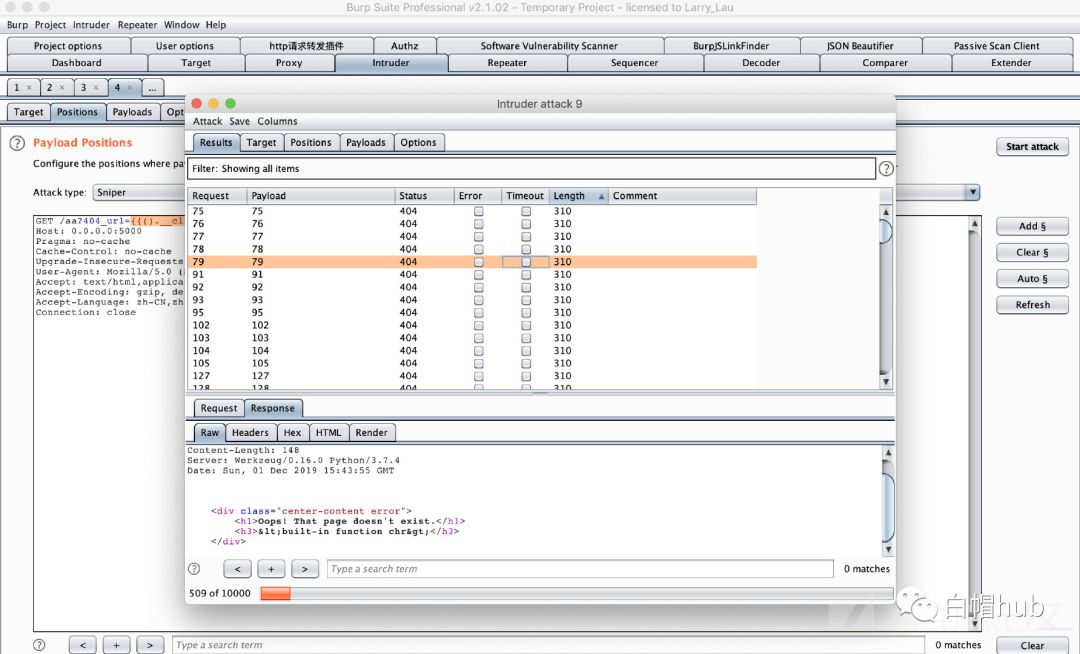 Burp Suite Professional v2.1.02 - Temporary Project - licensed to Larry_Lau
Burp Project Intruder Repeater Window Help
Project options User options http请求转发插件 Authz Software Vulnerability Scanner BurpJSLinkFinder JSON Beautifier Passive Scan Client
Dashboard Target Proxy Intruder Repeater Sequencer Decoder Comparer Extender
1 × 2 × 3 × 4 × ...
Target Positions Payloads Opt
? Payload Positions
Start attack
Configure the positions where pa
Attack type: Sniper
GET /aa?404_url={{().__cl
Host: 0.0.0.0:5000
Pragma: no-cache
Cache-Control: no-cache
Upgrade-Insecure-Requests
User-Agent: Mozilla/5.0 (
Accept: text/html,applica
Accept-Encoding: gzip, de
Accept-Language: zh-CN,zh
Connection: close
Add §
Clear §
Auto §
Refresh
Intruder attack 9
Attack Save Columns
Results Target Positions Payloads Options
Filter: Showing all items ?
Request Payload Status Error Timeout Length ▲ Comment
75 75 404 310
76 76 404 310
77 77 404 310
78 78 404 310
79 79 404 310
91 91 404 310
92 92 404 310
93 93 404 310
95 95 404 310
102 102 404 310
103 103 404 310
104 104 404 310
105 105 404 310
127 127 404 310
128 128 404 310
Request Response
Raw Headers Hex HTML Render
Content-Length: 148
Server: Werkzeug/0.16.0 Python/3.7.4
Date: Sun, 01 Dec 2019 15:43:55 GMT
<div class="center-content error">
<h1>Oops! That page doesn't exist.</h1>
<h3>&lt;built-in function chr&gt;</h3>
</div>
? < + > Type a search term 0 matches
509 of 10000
白帽hub
? < + > Type a search term 0 matches Clear